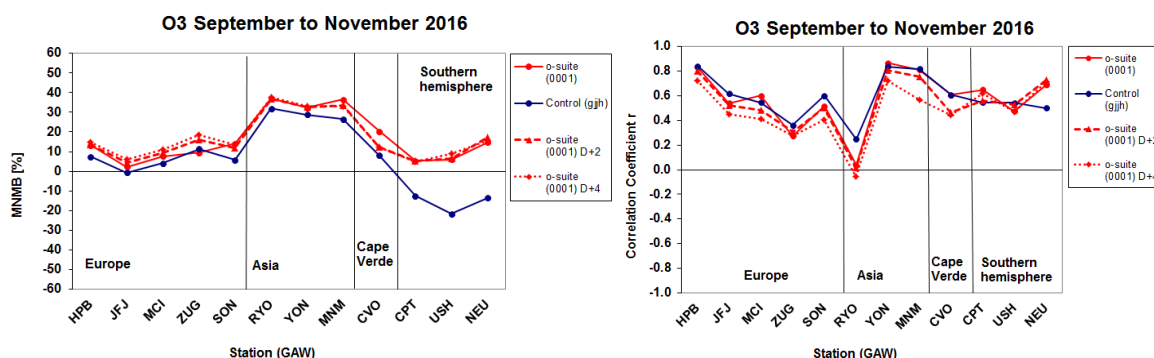 O3 September to November 2016
MNMB [%]
60
50
40
30
20
10
0
-10
-20
-30
-40
-50
-60
Europe
Asia
Cape
Verde
Southern
hemisphere
HPB
JFJ
MCI
ZUG
SON
RYO
YON
MNM
CVO
CPT
USH
NEU
Station (GAW)
o-suite
(0001)
Control (gjh)
o-suite
(0001) D+2
o-suite
(0001) D+4
O3 September to November 2016
Correlation Coefficient r
1.0
0.8
0.6
0.4
0.2
0.0
-0.2
-0.4
-0.6
-0.8
-1.0
Europe
Asia
Cape
Verde
Southern
hemisphere
HPB
JFJ
MCI
ZUG
SON
RYO
YON
MNM
CVO
CPT
USH
NEU
Station (GAW)
o-suite
(0001)
Control
(gjh)
o-suite
(0001) D+2
o-suite
(0001) D+4